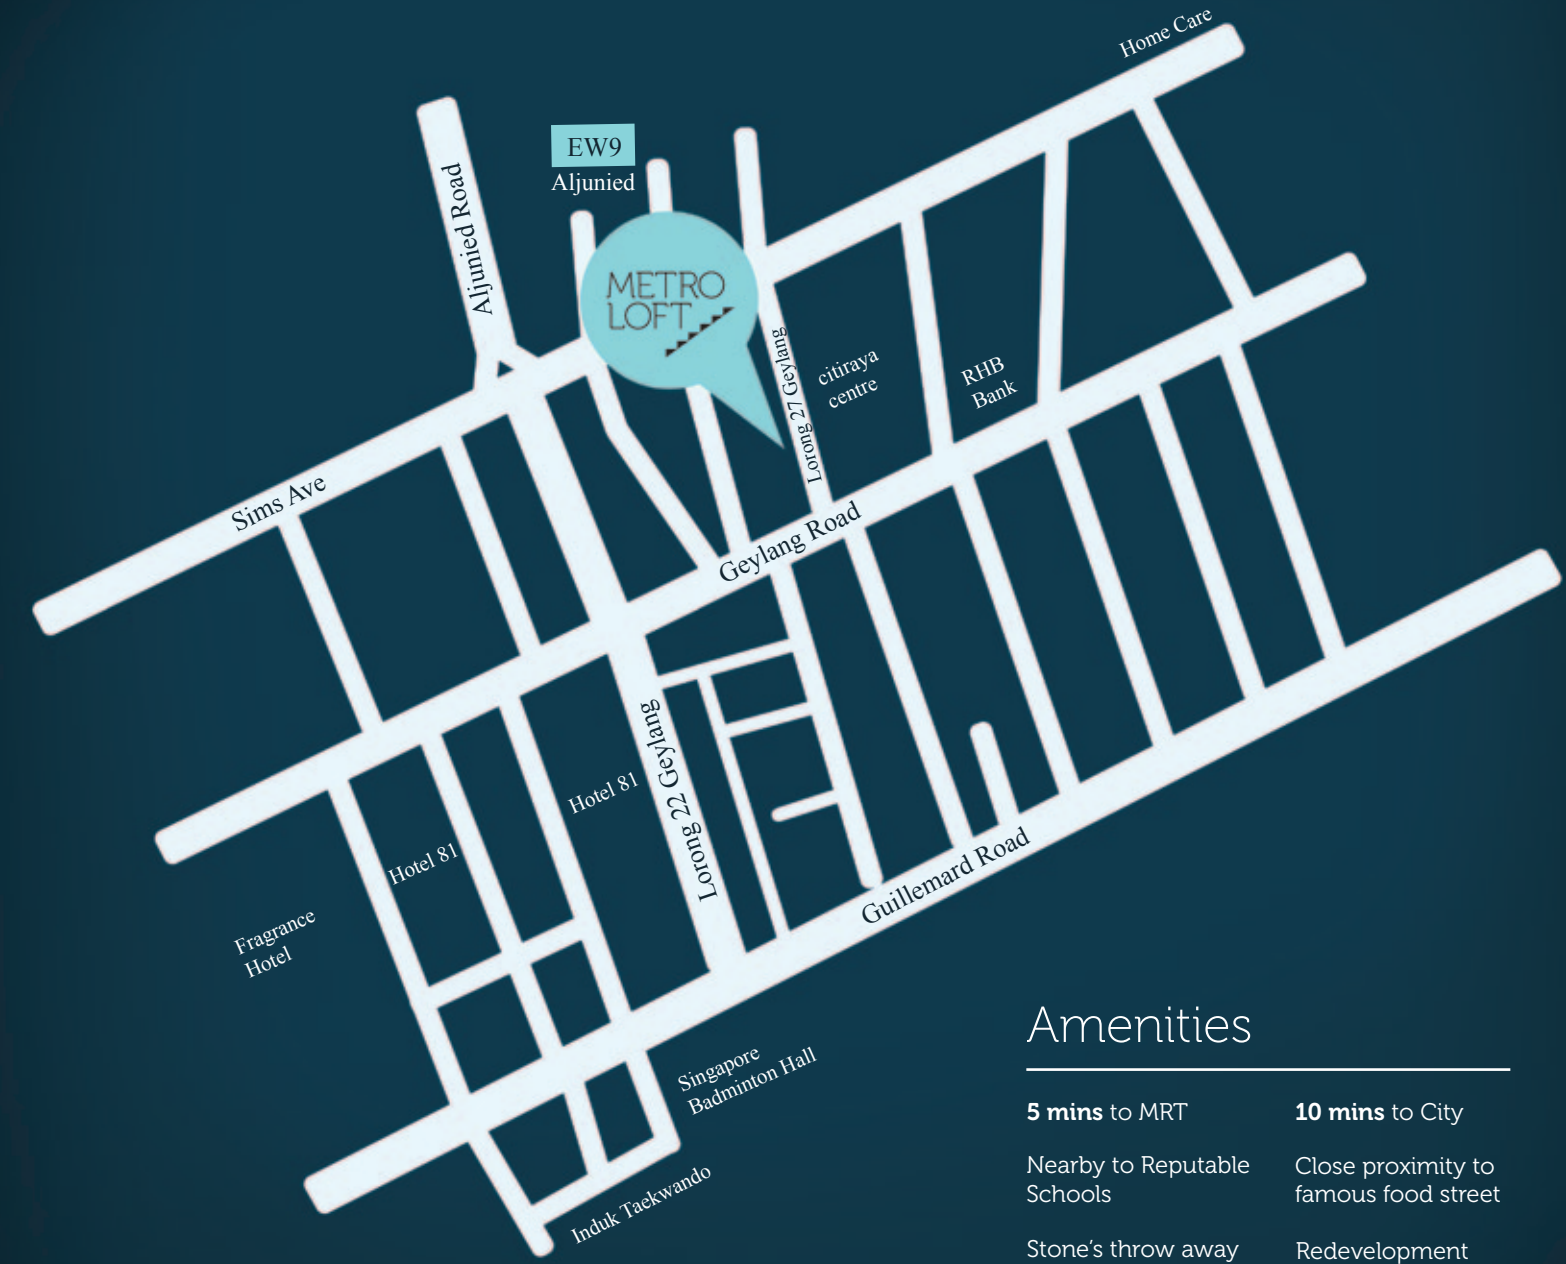 Home Care
EW9
Aljunied
Aljunied Road
METRO
LOFT
Lorong 27 Geylang
citiraya
centre
RHB
Bank
Sims Ave
Geylang Road
Lorong 22 Geylang
Hotel 81
Hotel 81
Guillemard Road
Fragrance
Hotel
Singapore
Badminton Hall
Induk Taekwando
Amenities
5 mins to MRT
Nearby to Reputable
Schools
Stone's throw away
10 mins to City
Close proximity to
famous food street
Redevelopment